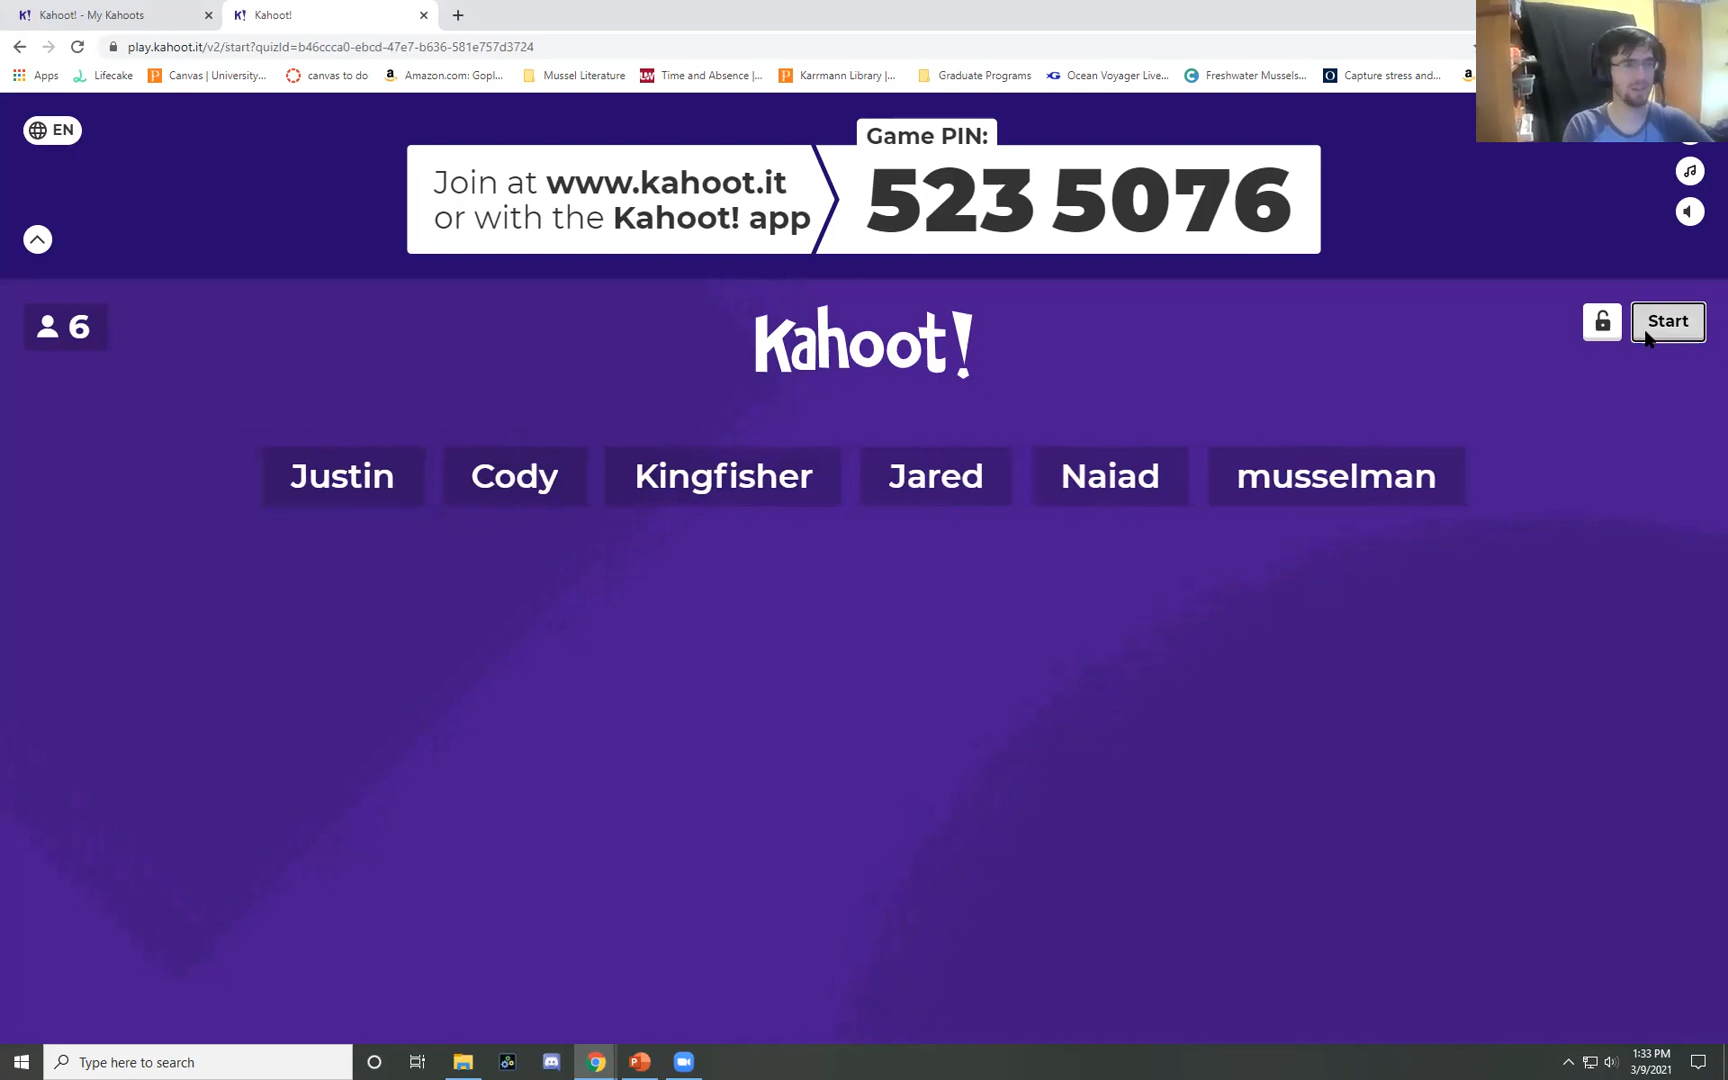 K! Kahoot! - My Kahoots
K! Kahoot!
play.kahoot.it/v2/start?quizId=b46ccca0-ebcd-47e7-b636-581e757d3724
Apps
Lifecake
Canvas | University...
canvas to do
Amazon.com: Gopl...
Mussel Literature
Time and Absence |...
Karrmann Library |...
Graduate Programs
Ocean Voyager Live...
Freshwater Mussels...
Capture stress and...
EN
Join at www.kahoot.it
or with the Kahoot! app
Game PIN:
523 5076
6
Kahoot!
Start
Justin
Cody
Kingfisher
Jared
Naiad
musselman
Type here to search
1:33 PM
3/9/2021